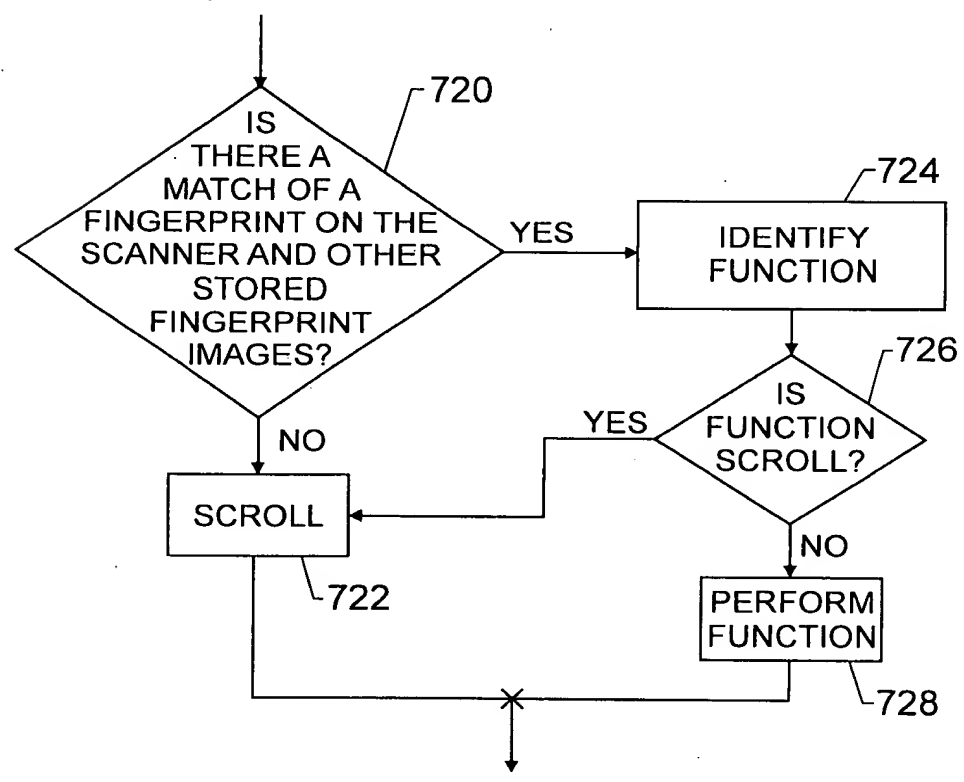 720
IS
THERE A
MATCH OF A
FINGERPRINT ON THE
SCANNER AND OTHER
STORED
FINGERPRINT
IMAGES?
YES
724
IDENTIFY
FUNCTION
726
IS
FUNCTION
SCROLL?
YES
NO
SCROLL
722
NO
PERFORM
FUNCTION
728